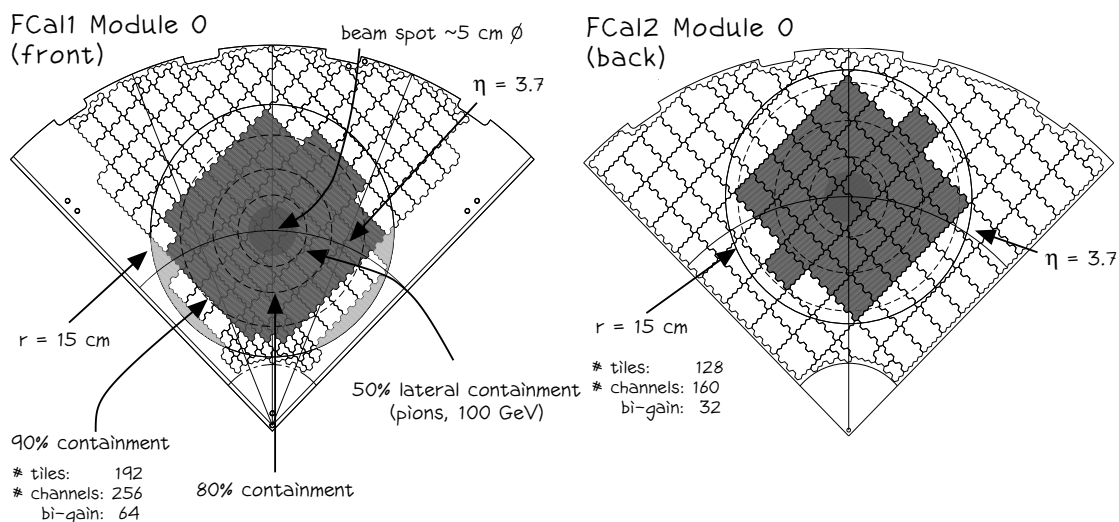 FCal1 Module 0
(front)
beam spot ~5 cm Ø
η = 3.7
r = 15 cm
50% lateral containment
(pions, 100 GeV)
90% containment
# tiles: 192
# channels: 256
bi-gain: 64
80% containment
FCal2 Module 0
(back)
η = 3.7
r = 15 cm
# tiles: 128
# channels: 160
bi-gain: 32